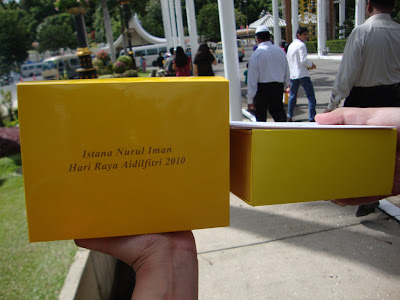 Istana Nurul Iman
Hari Raya Aidilfitri 2010